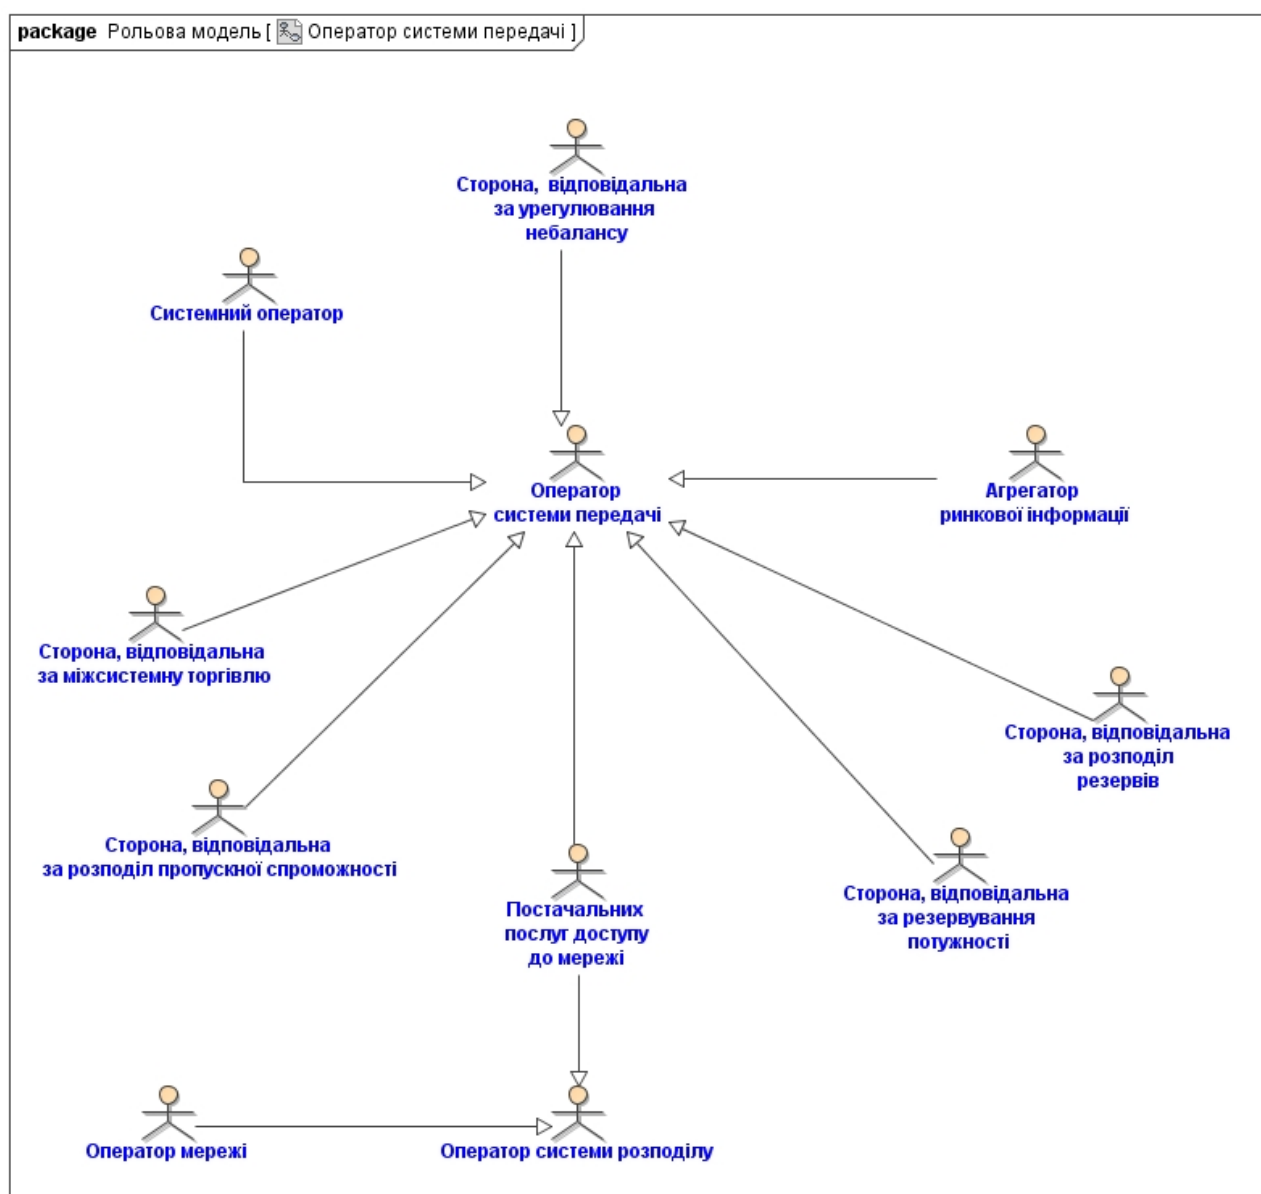 package Рольова модель [ Оператор системи передачі ]
Сторона, відповідальна
за урегулювання
небалансу
Системний оператор
Оператор
системи передачі
Агрегатор
ринкової інформації
Сторона, відповідальна
за міжсистемну торгівлю
Сторона, відповідальна
за розподіл
резервів
Сторона, відповідальна
за розподіл пропускної спроможності
Сторона, відповідальна
за резервування
потужності
Постачальних
послуг доступу
до мережі
Оператор мережі
Оператор системи розподілу